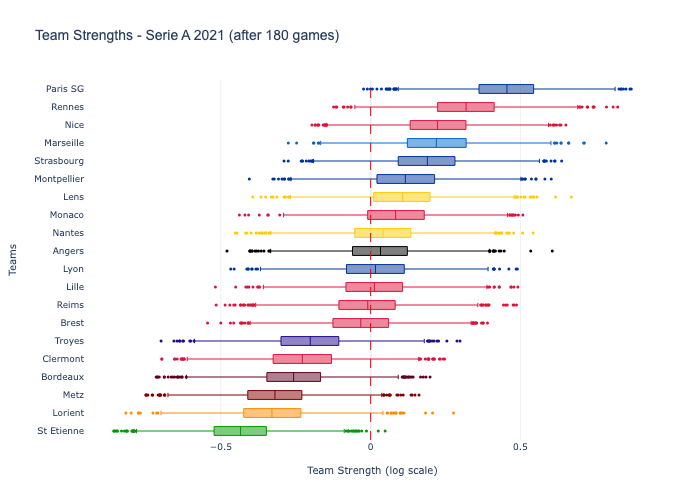 Team Strengths - Serie A 2021 (after 180 games)
Paris SG
Rennes
Nice
Marseille
Strasbourg
Montpellier
Lens
Monaco
Nantes
Angers
Lyon
Lille
Reims
Brest
Troyes
Clermont
Bordeaux
Metz
Lorient
St Etienne
Teams
−0.5 0 0.5
Team Strength (log scale)